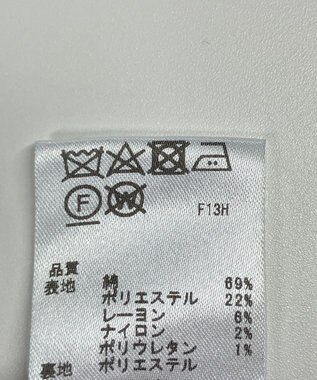 F W
F13H
品質
表地 綿 69%
ポリエステル 22%
レーヨン 6%
ナイロン 2%
ポリウレタン 1%
裏地 ポリエステル